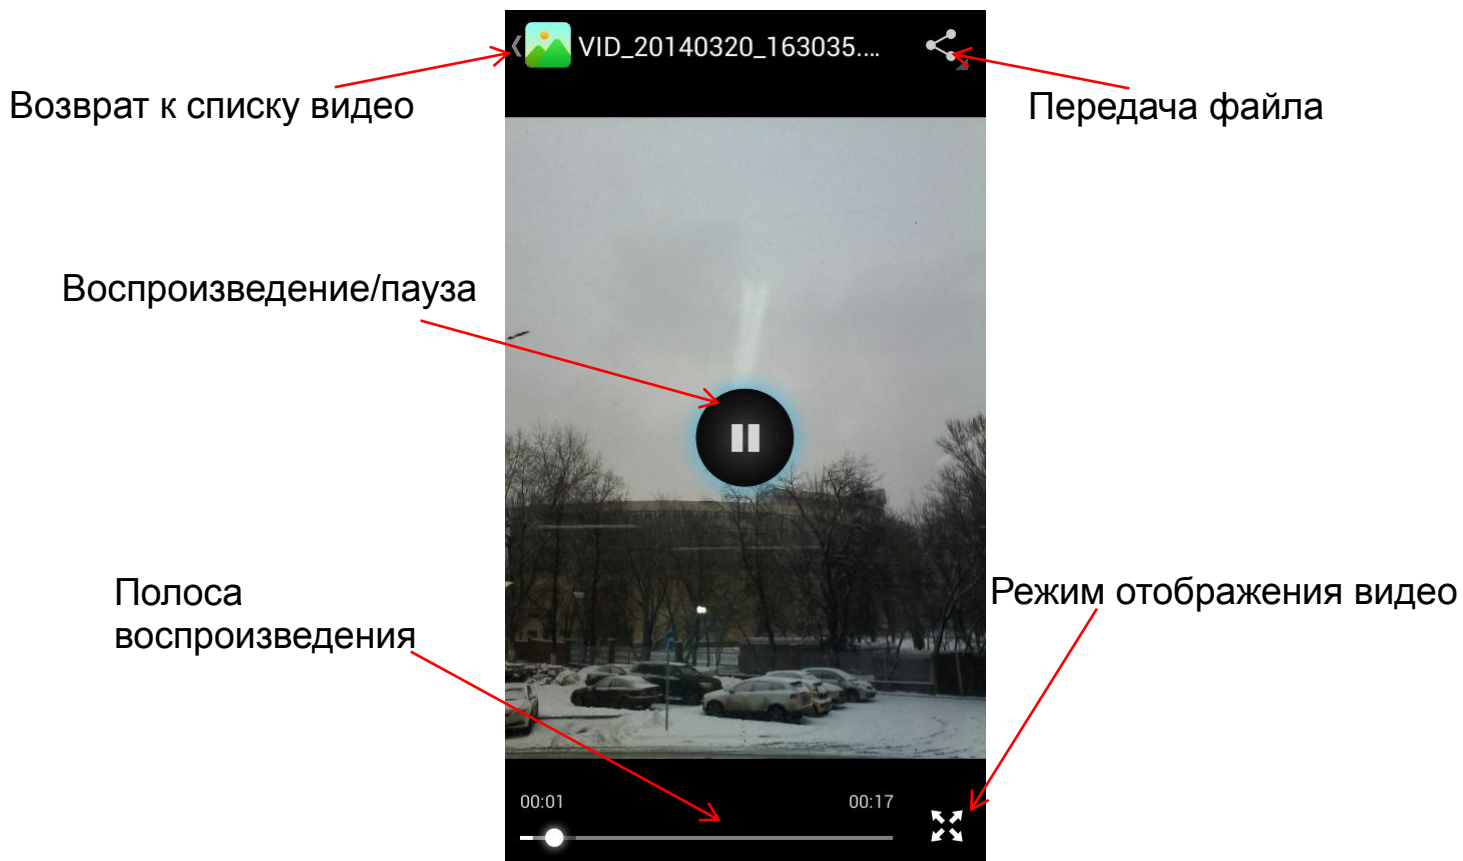 VID_20140320_163035....
Возврат к списку видео
Передача файла
Воспроизведение/пауза
Полоса
воспроизведения
Режим отображения видео
00:01
00:17